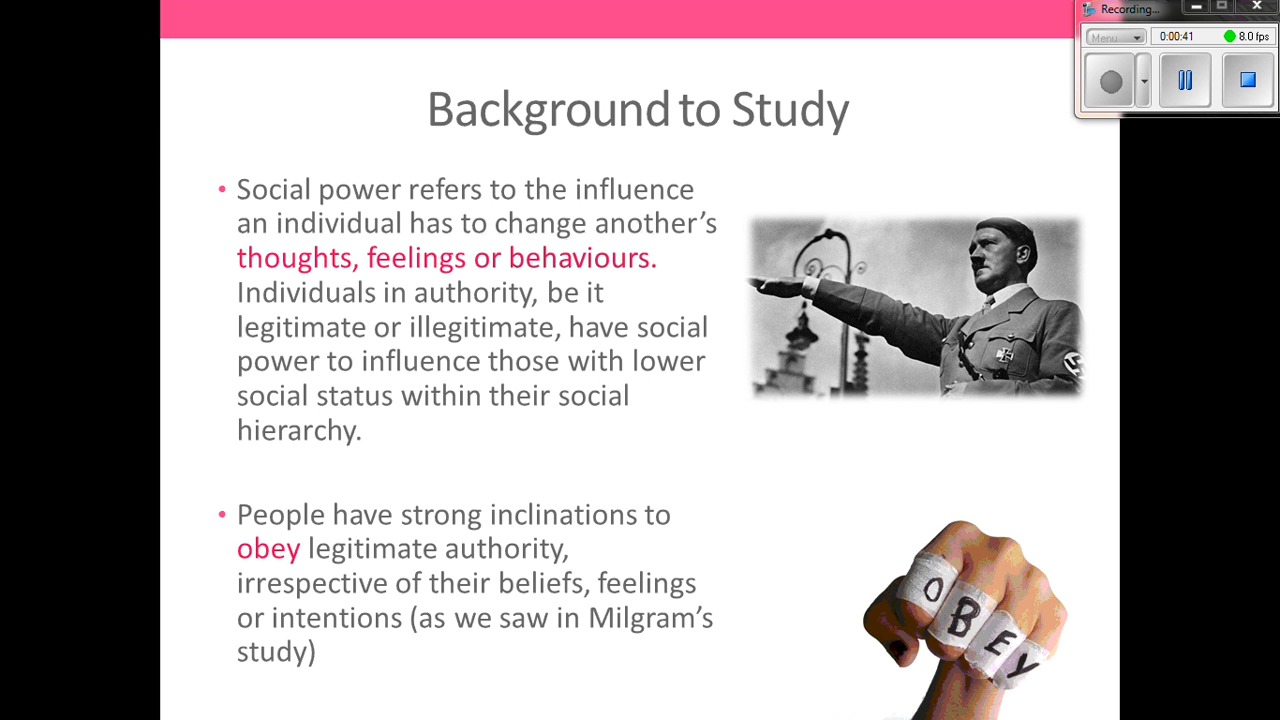 Recording...
Menu
0:00:41
8.0 fps
Background to Study
• Social power refers to the influence
an individual has to change another’s
thoughts, feelings or behaviours.
Individuals in authority, be it
legitimate or illegitimate, have social
power to influence those with lower
social status within their social
hierarchy.
• People have strong inclinations to
obey legitimate authority,
irrespective of their beliefs, feelings
or intentions (as we saw in Milgram’s
study)
OBEY